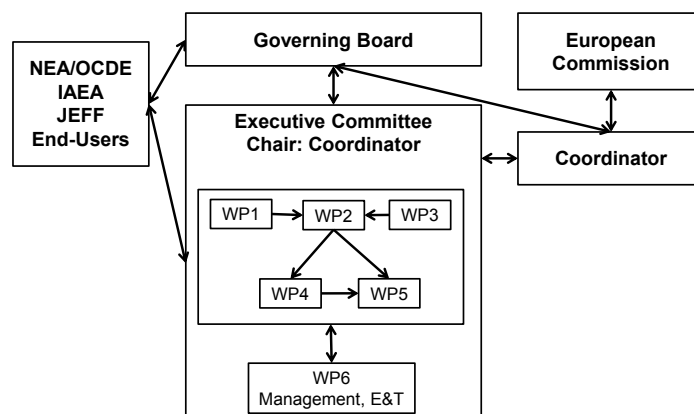 Governing Board
European
Commission
NEA/OCDE
IAEA
JEFF
End-Users
Executive Committee
Chair: Coordinator
Coordinator
WP1
WP2
WP3
WP4
WP5
WP6
Management, E&T